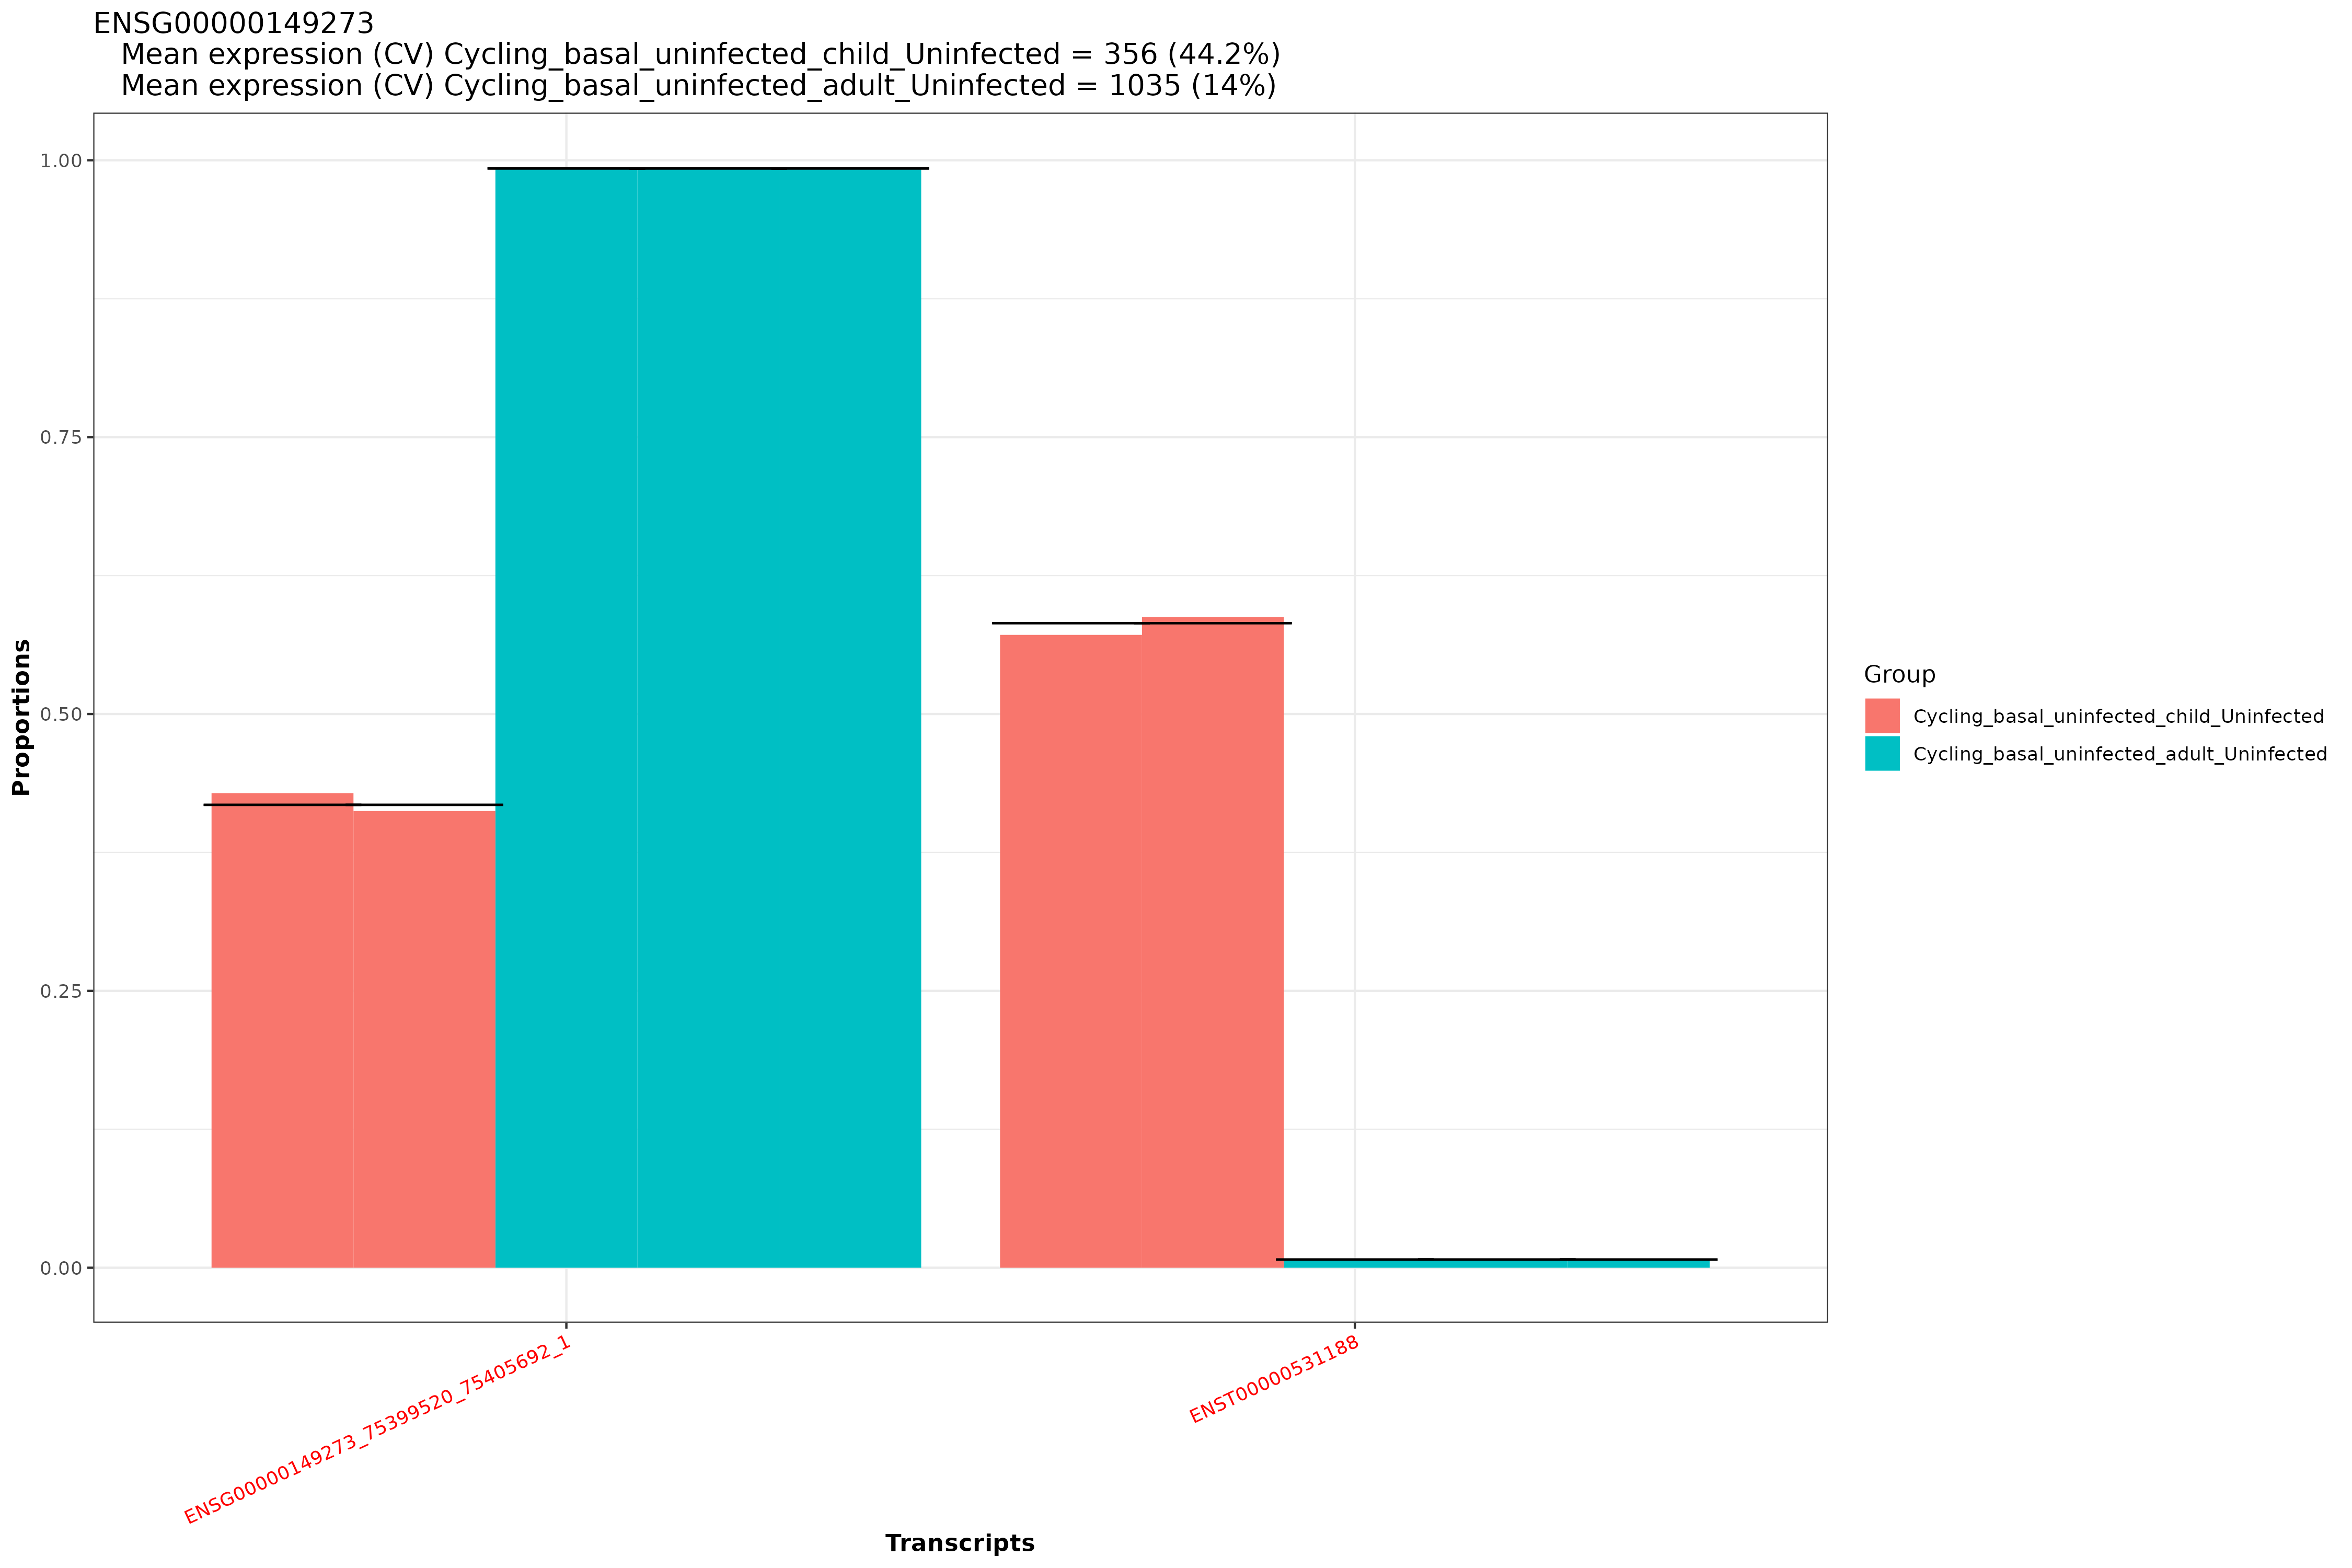 ENSG00000149273
Mean expression (CV) Cycling_basal_uninfected_child_Uninfected = 356 (44.2%)
Mean expression (CV) Cycling_basal_uninfected_adult_Uninfected = 1035 (14%)
Proportions
1.00
0.75
0.50
0.25
0.00
ENSG00000149273_75399520_75405692_1
ENST00000531188
Transcripts
Group
Cycling_basal_uninfected_child_Uninfected
Cycling_basal_uninfected_adult_Uninfected